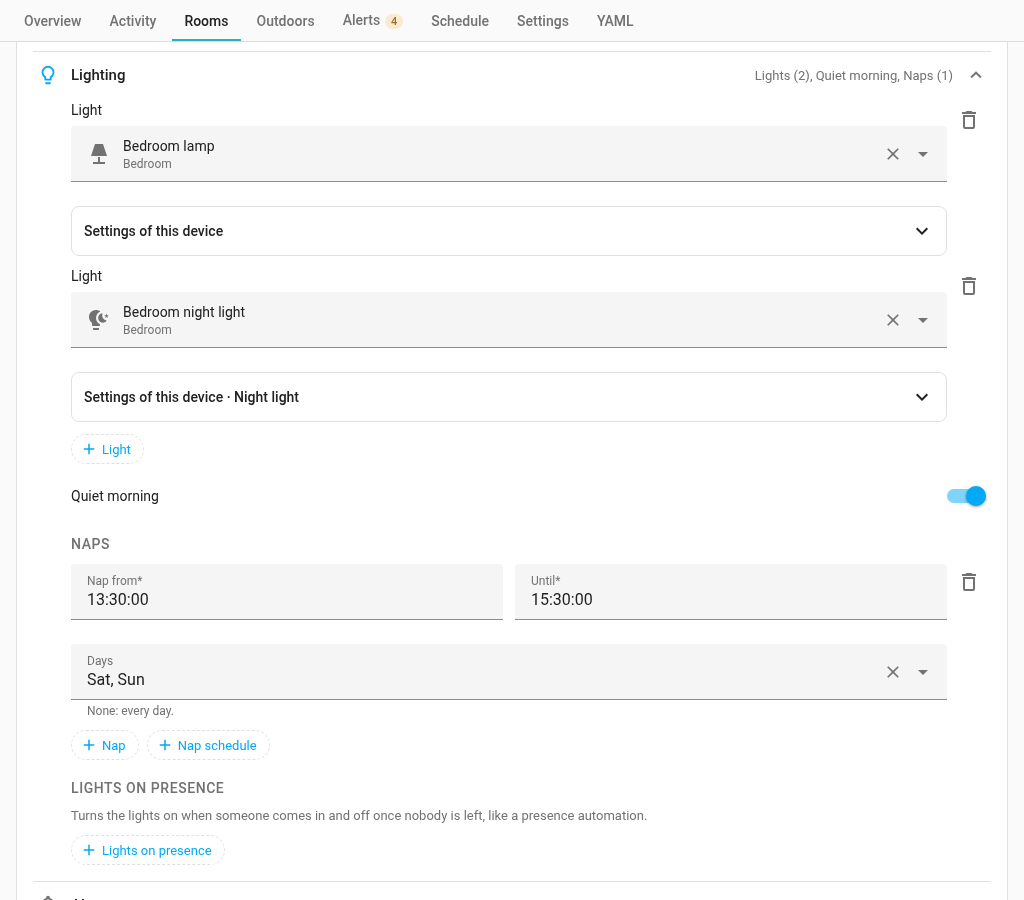 Overview Activity Rooms Outdoors Alerts 4 Schedule Settings YAML
Lighting
Lights (2), Quiet morning, Naps (1)
Light
Bedroom lamp
Bedroom
Settings of this device
Light
Bedroom night light
Bedroom
Settings of this device · Night light
+ Light
Quiet morning
NAPS
Nap from*
13:30:00
Until*
15:30:00
Days
Sat, Sun
None: every day.
+ Nap
+ Nap schedule
LIGHTS ON PRESENCE
Turns the lights on when someone comes in and off once nobody is left, like a presence automation.
+ Lights on presence